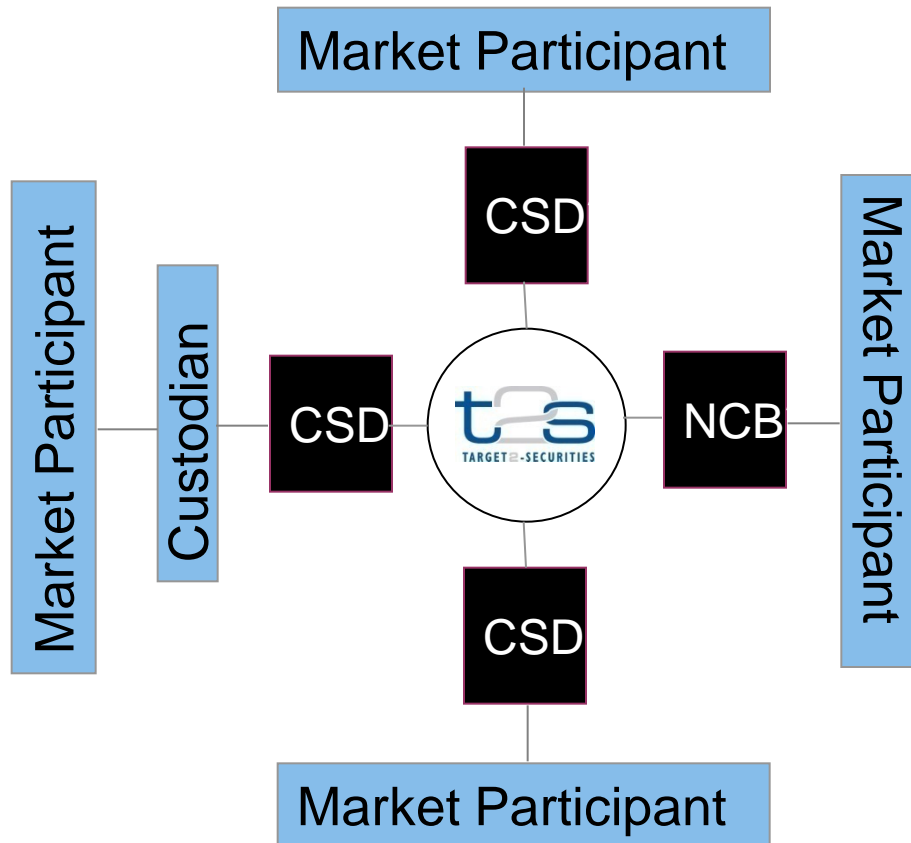 Market Participant
CSD
Market Participant
Custodian
CSD
t2s
TARGET2-SECURITIES
NCB
Market Participant
CSD
Market Participant